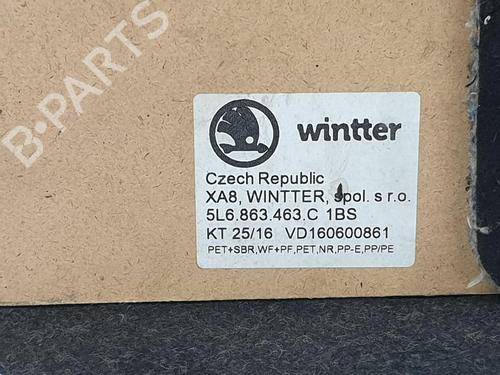 B-PARTS
wintter
Czech Republic
XA8, WINTTER, spol. s r.o.
5L6.863.463.C 1BS
KT 25/16 VD160600861
PET+SBR,WF+PF,PET,NR,PP-E,PP/PE